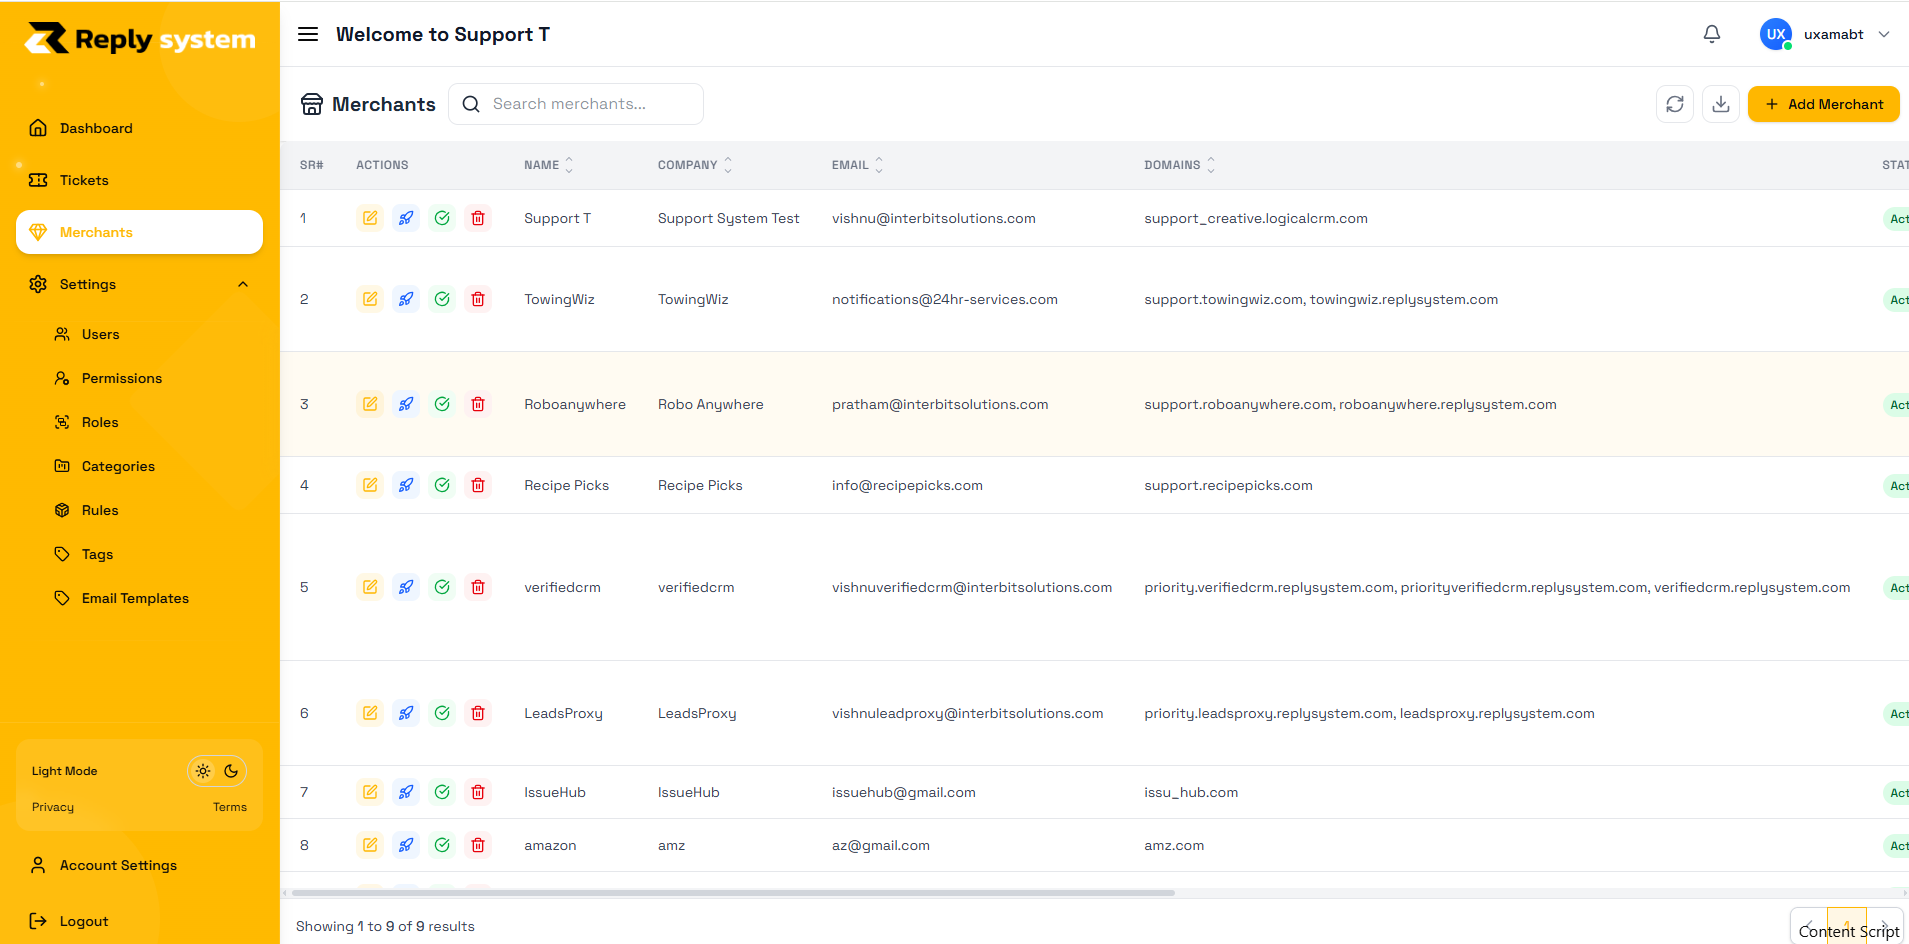 Reply system
Welcome to Support T
UX
uxamabt
Dashboard
Tickets
Merchants
Settings
Users
Permissions
Roles
Categories
Rules
Tags
Email Templates
Light Mode
Privacy
Terms
Account Settings
Logout
Merchants
Search merchants...
+ Add Merchant
SR# ACTIONS NAME COMPANY EMAIL DOMAINS STAT
1 Support T Support System Test vishnu@interbitsolutions.com support_creative.logicalcrm.com Act
2 TowingWiz TowingWiz notifications@24hr-services.com support.towingwiz.com, towingwiz.replysystem.com Act
3 Roboanywhere Robo Anywhere pratham@interbitsolutions.com support.roboanywhere.com, roboanywhere.replysystem.com Act
4 Recipe Picks Recipe Picks info@recipepicks.com support.recipepicks.com Act
5 verifiedcrm verifiedcrm vishnuverifiedcrm@interbitsolutions.com priority.verifiedcrm.replysystem.com, priorityverifiedcrm.replysystem.com, verifiedcrm.replysystem.com Act
6 LeadsProxy LeadsProxy vishnuleadproxy@interbitsolutions.com priority.leadsproxy.replysystem.com, leadsproxy.replysystem.com Act
7 IssueHub IssueHub issuehub@gmail.com issu_hub.com Act
8 amazon amz az@gmail.com amz.com Act
Showing 1 to 9 of 9 results
1
Content Script